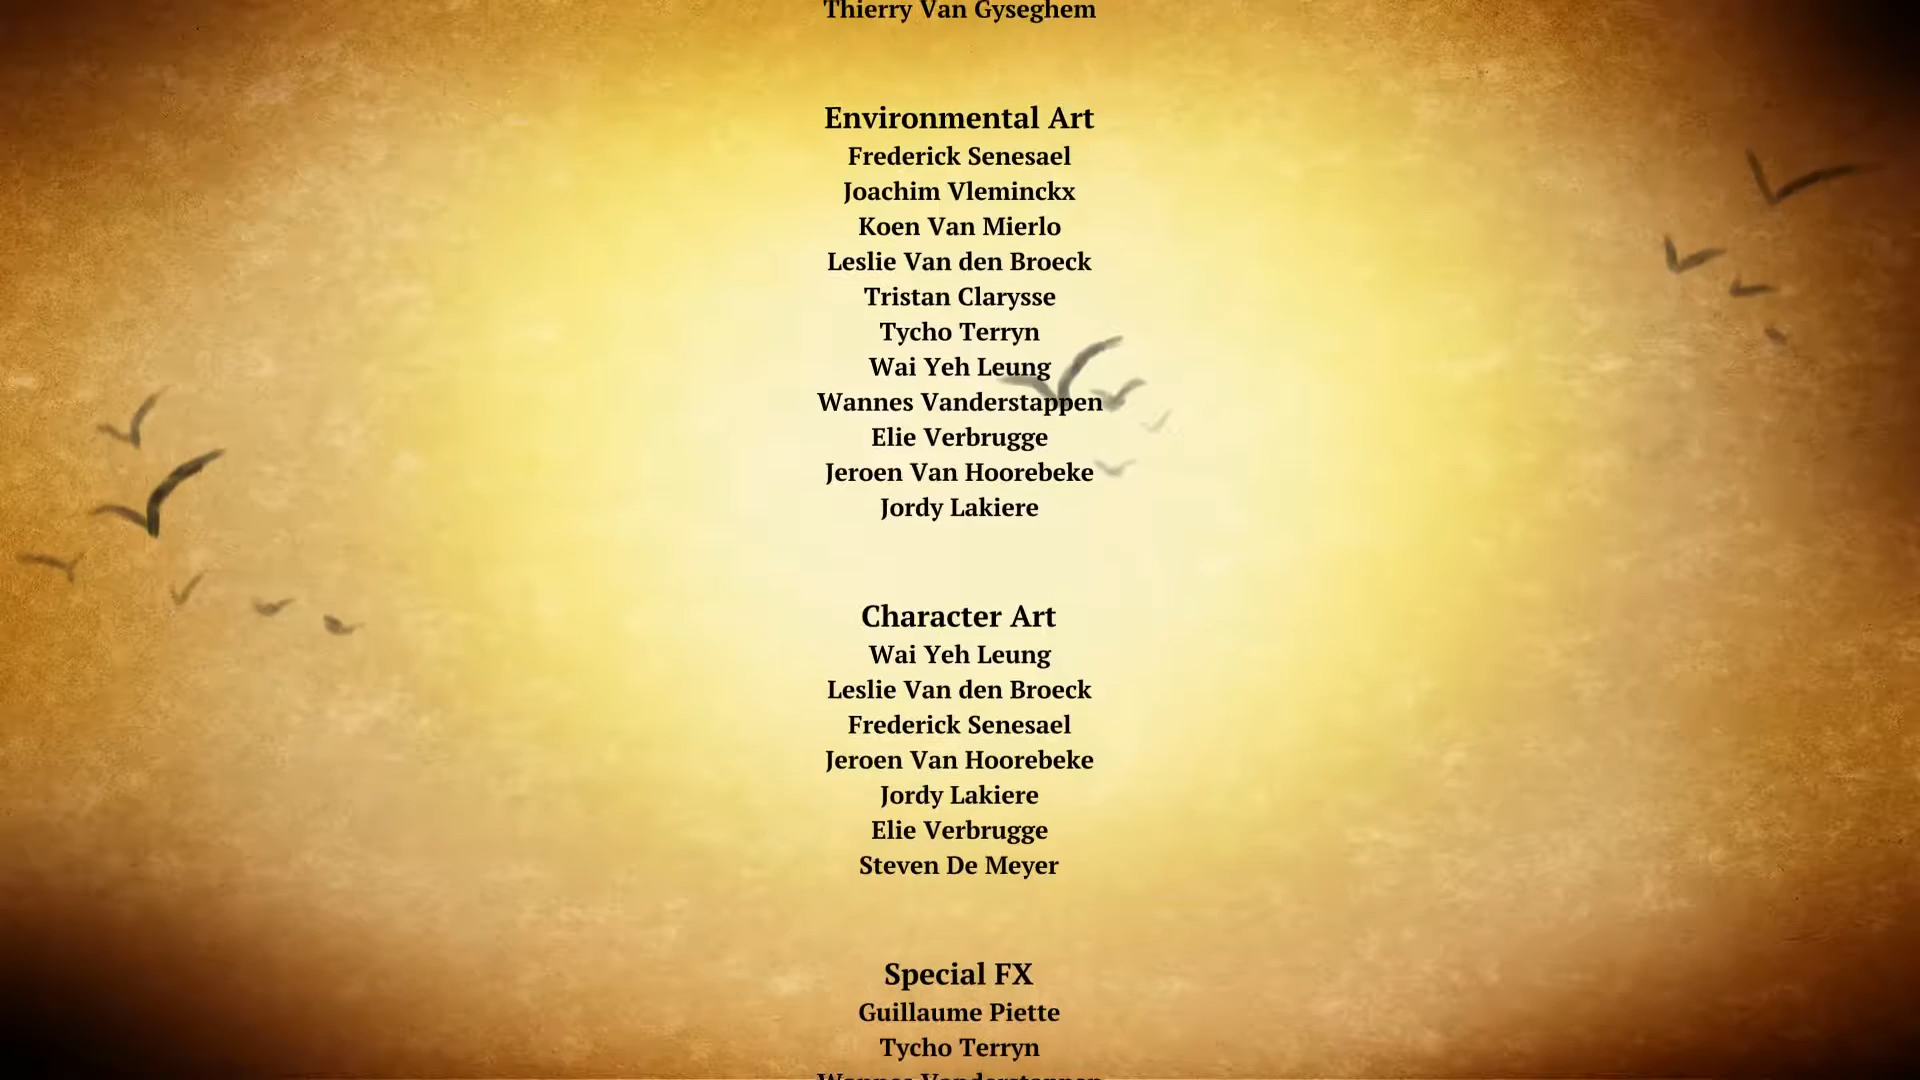 Thierry Van Gyseghem
Environmental Art
Frederick Senesael
Joachim Vleminckx
Koen Van Mierlo
Leslie Van den Broeck
Tristan Clarysse
Tycho Terryn
Wai Yeh Leung
Wannes Vanderstappen
Elie Verbrugge
Jeroen Van Hoorebeke
Jordy Lakiere
Character Art
Wai Yeh Leung
Leslie Van den Broeck
Frederick Senesael
Jeroen Van Hoorebeke
Jordy Lakiere
Elie Verbrugge
Steven De Meyer
Special FX
Guillaume Piette
Tycho Terryn
Wannes Vanderstappen